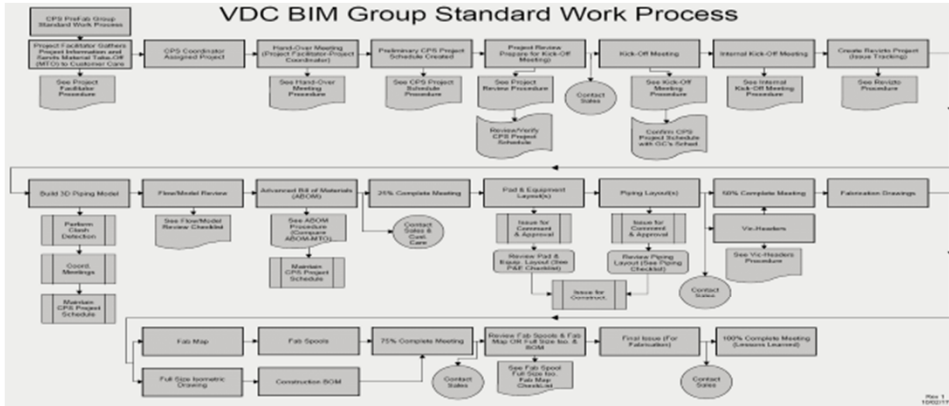 VDC BIM Group Standard Work Process
CPS PreFab Group
Standard Work Process
Project Facilitator Gathers
Project Information and
Sends Material Take-Off
(MTO) to Customer Care
CPS Coordinator
Assigned Project
Hand-Over Meeting
(Project Facilitator-Project
Coordinator)
Preliminary CPS Project
Schedule Created
Project Review
Prepare for Kick-Off
Meeting
Kick-Off Meeting
Internal Kick-Off Meeting
Create Revizto Project
(Issue Tracking)
See Project
Facilitator
Procedure
See Hand-Over
Meeting
Procedure
See CPS Project
Schedule
Procedure
See Project
Review Procedure
Contact
Sales
See Kick-Off
Meeting
Procedure
See Internal
Kick-Off Meeting
Procedure
See Revizto
Procedure
Review/Verify
CPS Project
Schedule
Confirm CPS
Project Schedule
with GC's Sched.
Build 3D Piping Model
Flow/Model Review
Advanced Bill of Materials
(ABOM)
25% Complete Meeting
Pad & Equipment
Layout(s)
Piping Layout(s)
50% Complete Meeting
Fabrication Drawings
Perform
Clash
Detection
See Flow/Model
Review Checklist
See ABOM
Procedure
(Compare
ABOM-MTO)
Contact
Sales &
Cust.
Care
Issue for
Comment
& Approval
Issue for
Comment
& Approval
Vic-Headers
Coord.
Meetings
Maintain
CPS Project
Schedule
Review Pad &
Equip. Layout (See
P&E Checklist)
Review Piping
Layout (See Piping
Checklist)
See Vic-Headers
Procedure
Maintain
CPS Project
Schedule
Issue for
Construct.
Contact
Sales
Fab Map
Fab Spools
75% Complete Meeting
Review Fab Spools & Fab
Map OR Full Size Iso. &
BOM
Final Issue (For
Fabrication)
100% Complete Meeting
(Lessons Learned)
Full Size Isometric
Drawing
Construction BOM
Contact
Sales
See Fab Spool
Full Size Iso.
Fab Map
CheckList
Contact
Sales
Rev 1